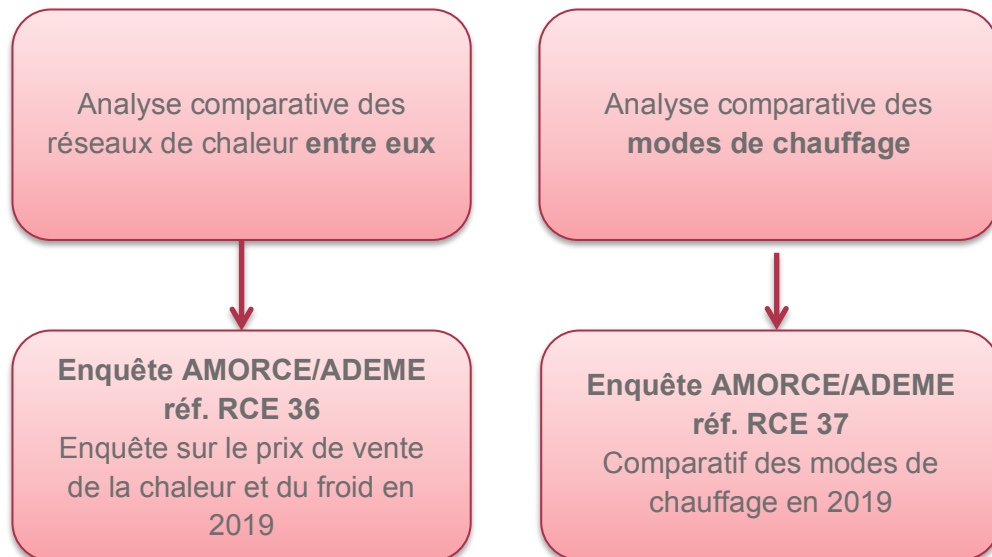 Analyse comparative des
réseaux de chaleur entre eux
Analyse comparative des
modes de chauffage
Enquête AMORCE/ADEME
réf. RCE 36
Enquête sur le prix de vente
de la chaleur et du froid en
2019
Enquête AMORCE/ADEME
réf. RCE 37
Comparatif des modes de
chauffage en 2019